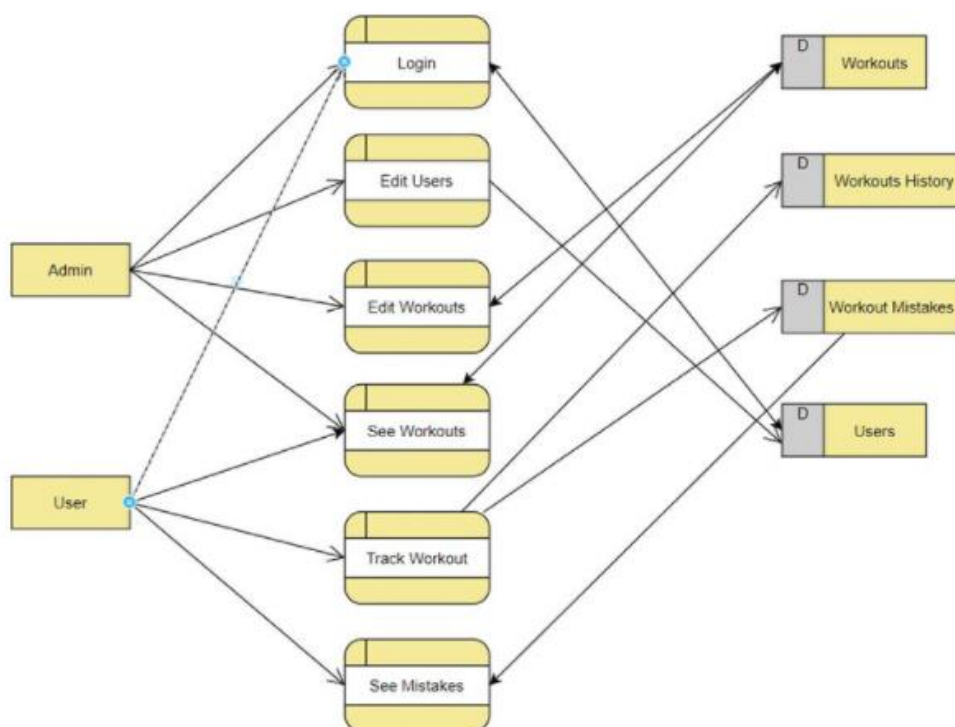 Login
D
Workouts
Edit Users
D
Workouts History
Admin
Edit Workouts
D
Workout Mistakes
See Workouts
D
Users
User
Track Workout
See Mistakes